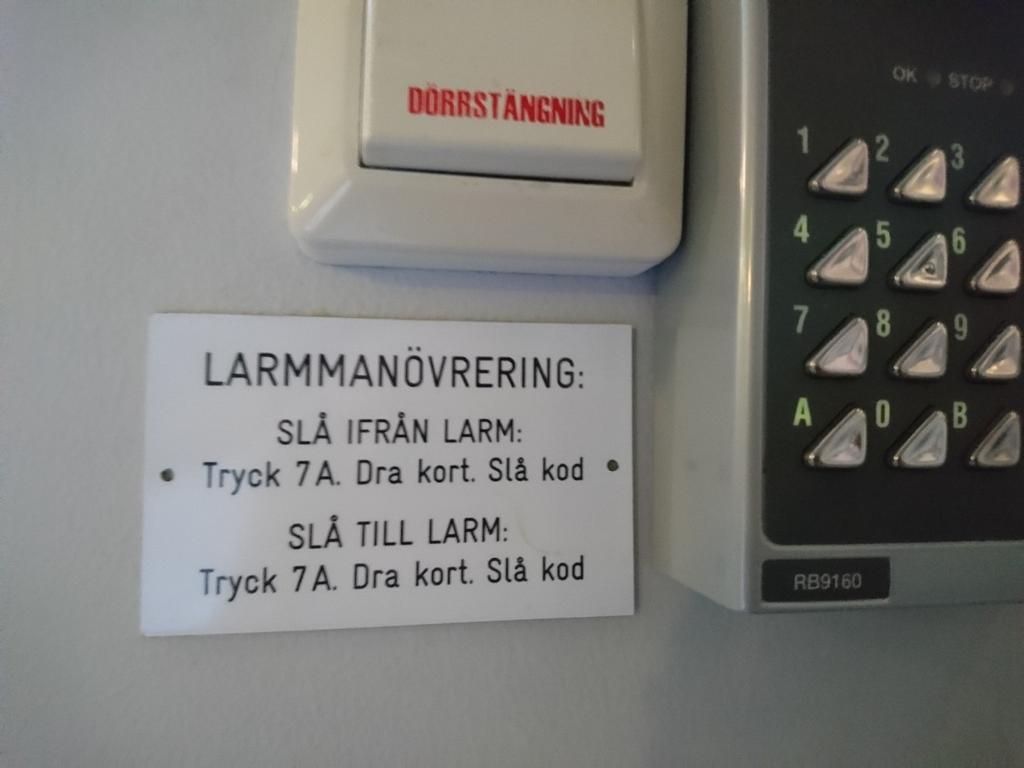 DÖRRSTÄNGNING
LARMMANÖVRERING:
SLÅ IFRÅN LARM:
Tryck 7A. Dra kort. Slå kod
SLÅ TILL LARM:
Tryck 7A. Dra kort. Slå kod
OK STOP
1 2 3
4 5 6
7 8 9
A 0 B
RB9160